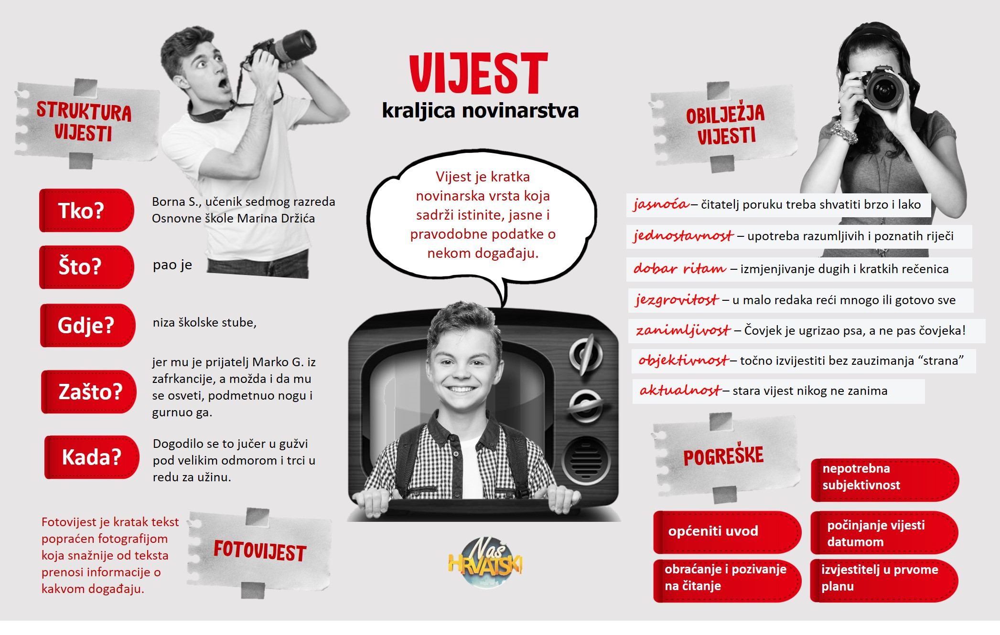 VIJEST
kraljica novinarstva
STRUKTURA
VIJESTI
Tko?
Borna S., učenik sedmog razreda
Osnovne škole Marina Držića
Što?
pao je
Gdje?
niza školske stube,
Zašto?
jer mu je prijatelj Marko G. iz
zafrkancije, a možda i da mu
se osveti, podmetnuo nogu i
gurnuo ga.
Kada?
Dogodilo se to jučer u gužvi
pod velikim odmorom i trci u
redu za užinu.
Fotovijest je kratak tekst
popraćen fotografijom
koja snažnije od teksta
prenosi informacije o
kakvom događaju.
FOTOVIJEST
Vijest je kratka
novinarska vrsta koja
sadrži istinite, jasne i
pravodobne podatke o
nekom događaju.
Naš
HRVATSKI
OBILJEŽJA
VIJESTI
jasnoća – čitatelj poruku treba shvatiti brzo i lako
jednostavnost – upotreba razumljivih i poznatih riječi
dobar ritam – izmjenjivanje dugih i kratkih rečenica
jezgrovitost – u malo redaka reći mnogo ili gotovo sve
zanimljivost – Čovjek je ugrizao psa, a ne pas čovjeka!
objektivnost – točno izvijestiti bez zauzimanja “strana”
aktualnost – stara vijest nikog ne zanima
POGREŠKE
nepotrebna
subjektivnost
općeniti uvod
počinjanje vijesti
datumom
obraćanje i pozivanje
na čitanje
izvjestitelj u prvome
planu